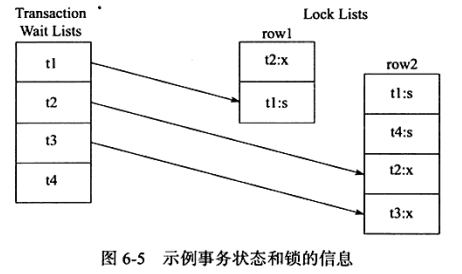 Transaction
Wait Lists
t1
t2
t3
t4
Lock Lists
row1
t2:x
t1:s
row2
t1:s
t4:s
t2:x
t3:x
图 6-5 示例事务状态和锁的信息